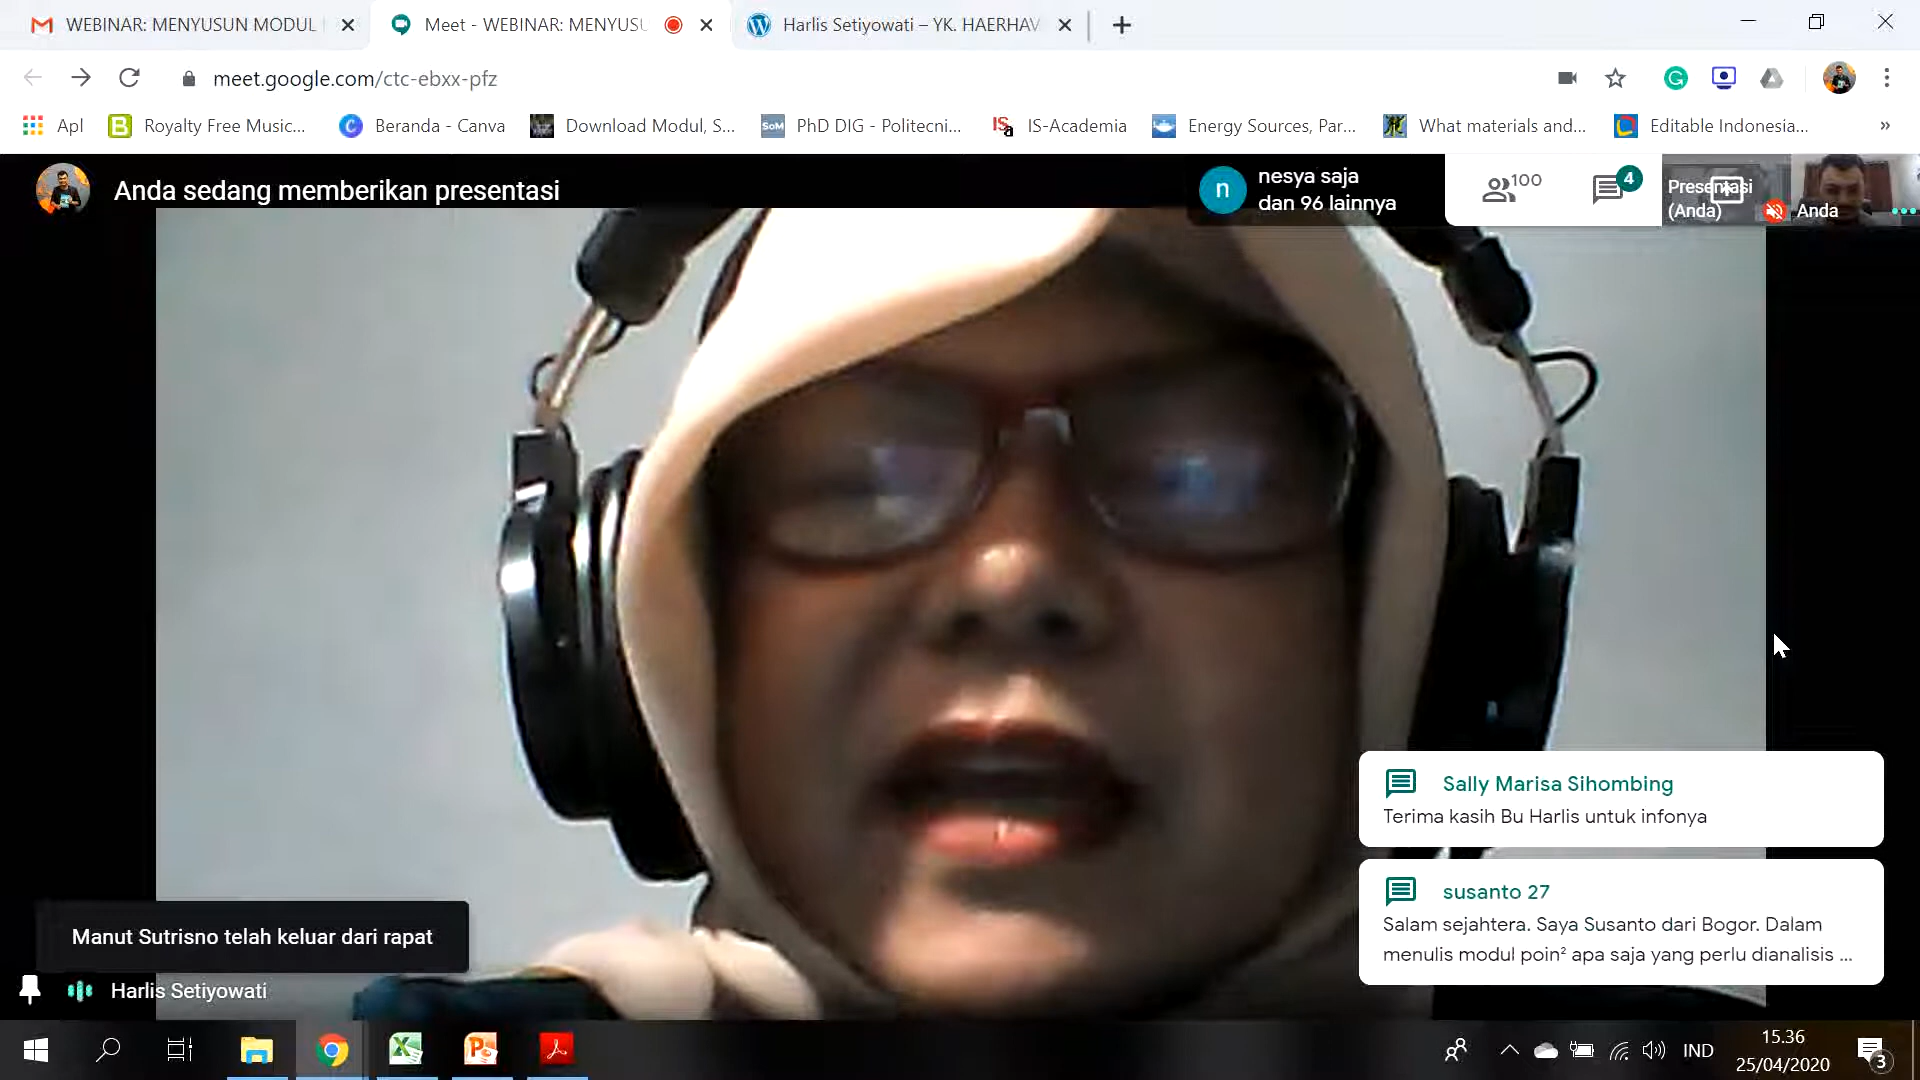 WEBINAR: MENYUSUN MODUL
Meet - WEBINAR: MENYUSU
Harlis Setiyowati – YK. HAERHAV
meet.google.com/ctc-ebxx-pfz
Apl
Royalty Free Music...
Beranda - Canva
Download Modul, S...
SoM
PhD DIG - Politecni...
IS-Academia
Energy Sources, Par...
What materials and...
Editable Indonesia...
»
Anda sedang memberikan presentasi
n
nesya saja
dan 96 lainnya
100
4
Presentasi
(Anda)
Anda
Sally Marisa Sihombing
Terima kasih Bu Harlis untuk infonya
susanto 27
Salam sejahtera. Saya Susanto dari Bogor. Dalam
menulis modul poin² apa saja yang perlu dianalisis ...
Manut Sutrisno telah keluar dari rapat
Harlis Setiyowati
IND
15.36
25/04/2020
3